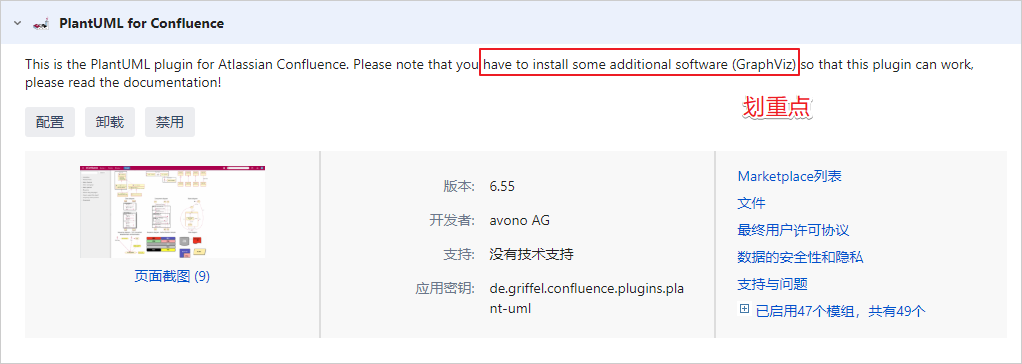 PlantUML for Confluence
This is the PlantUML plugin for Atlassian Confluence. Please note that you have to install some additional software (GraphViz) so that this plugin can work,
please read the documentation!
划重点
配置 卸载 禁用
页面截图 (9)
版本: 6.55
开发者: avono AG
支持: 没有技术支持
应用密钥: de.griffel.confluence.plugins.pla
nt-uml
Marketplace列表
文件
最终用户许可协议
数据的安全性和隐私
支持与问题
已启用47个模组，共有49个